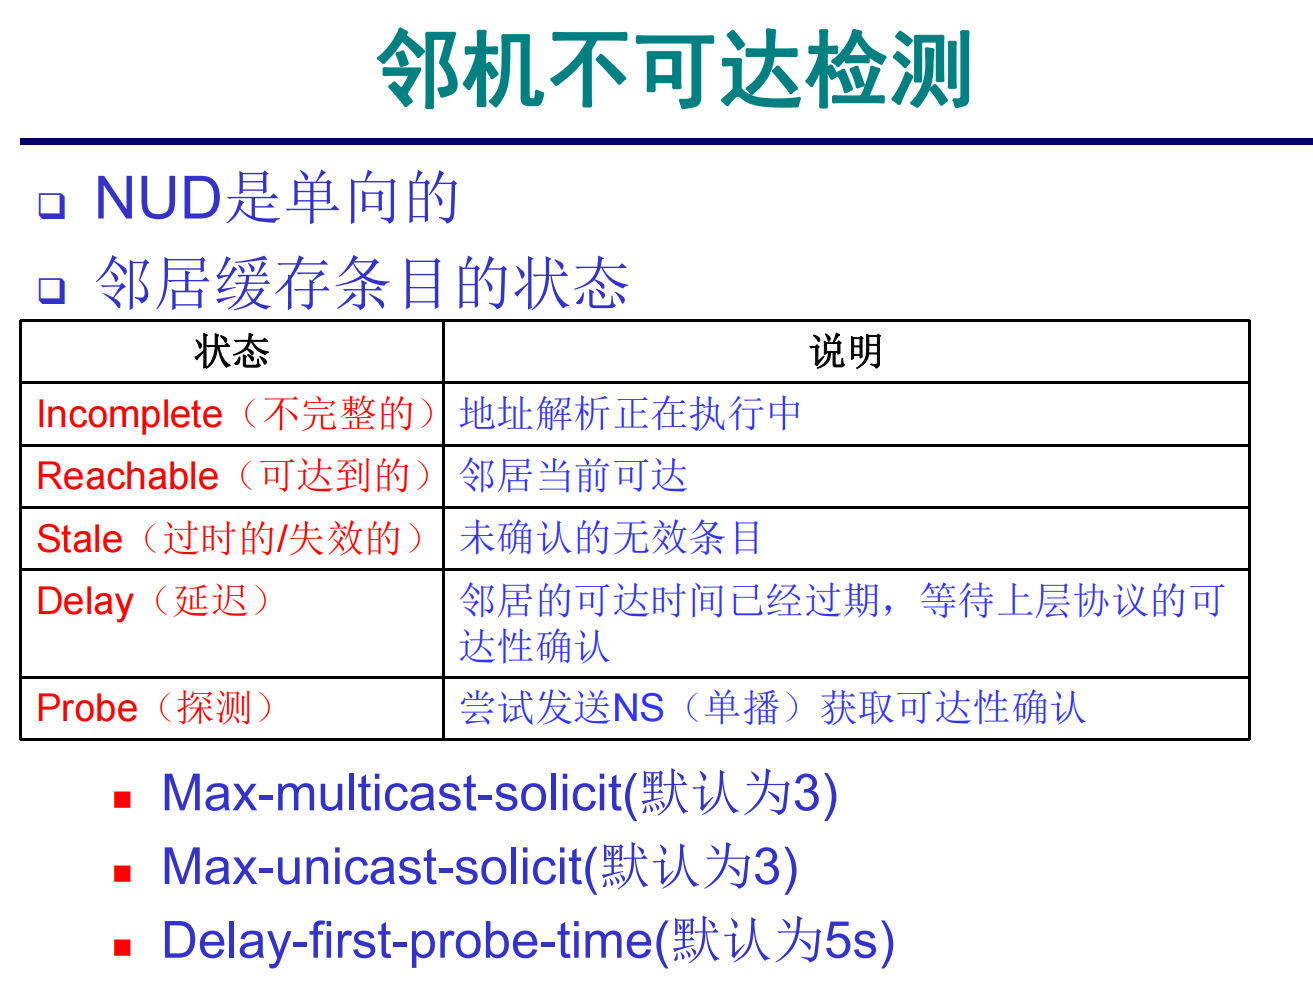 邻机不可达检测
NUD是单向的
邻居缓存条目的状态
状态 说明
Incomplete（不完整的） 地址解析正在执行中
Reachable（可达到的） 邻居当前可达
Stale（过时的/失效的） 未确认的无效条目
Delay（延迟） 邻居的可达时间已经过期，等待上层协议的可
达性确认
Probe（探测） 尝试发送NS（单播）获取可达性确认
Max-multicast-solicit(默认为3)
Max-unicast-solicit(默认为3)
Delay-first-probe-time(默认为5s)